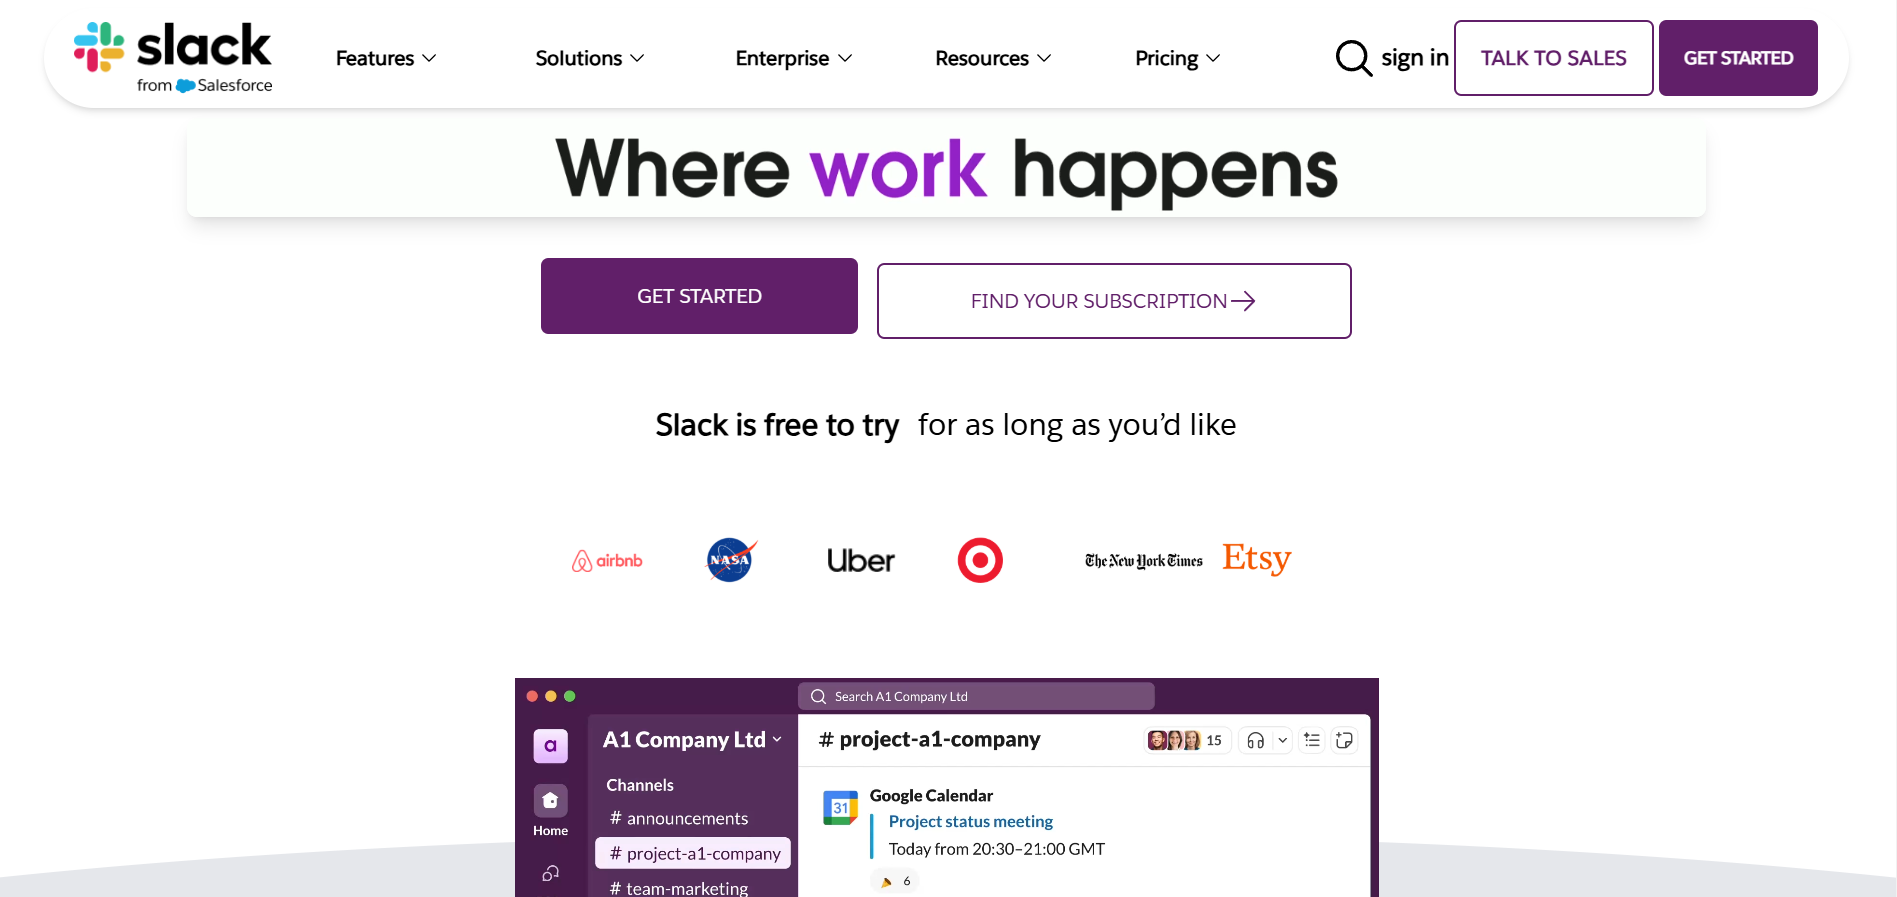 slack
from Salesforce
Features
Solutions
Enterprise
Resources
Pricing
sign in
TALK TO SALES
GET STARTED
Where work happens
GET STARTED
FIND YOUR SUBSCRIPTION
Slack is free to try for as long as you’d like
airbnb
NASA
Uber
The New York Times
Etsy
Search A1 Company Ltd
a
Home
A1 Company Ltd
Channels
# announcements
# project-a1-company
# team-marketing
# project-a1-company
15
31
Google Calendar
Project status meeting
Today from 20:30–21:00 GMT
6